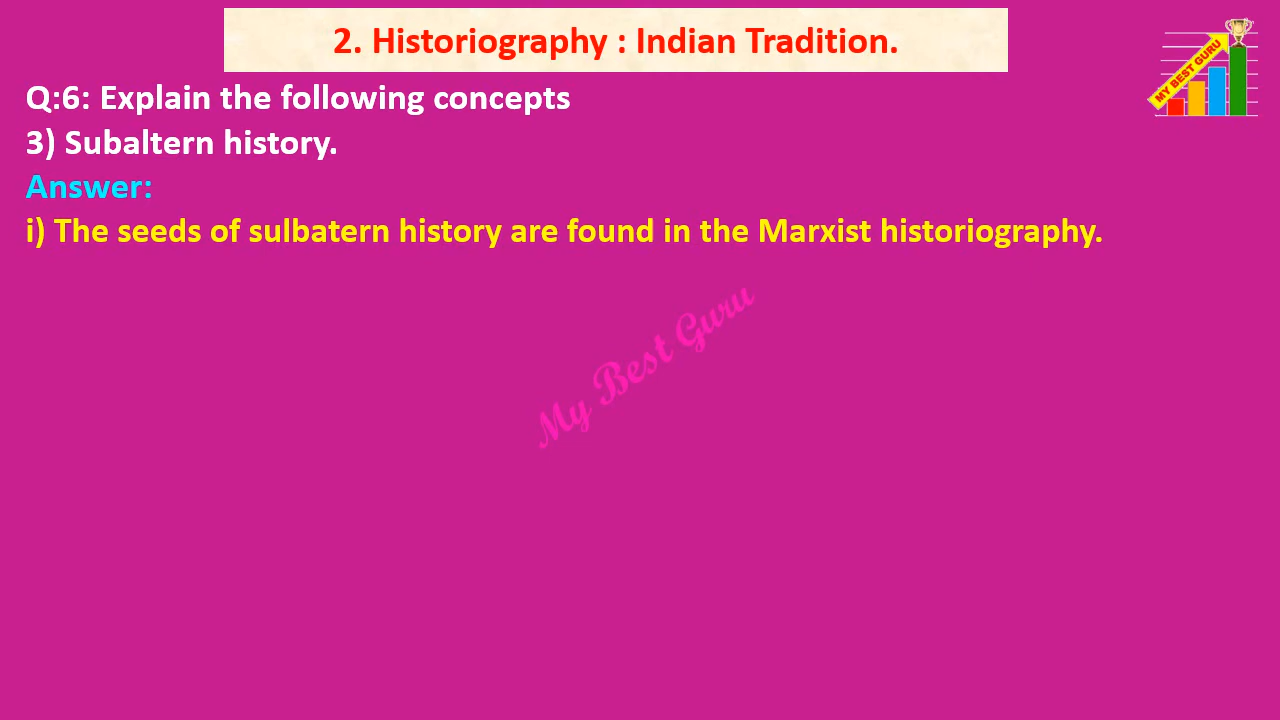 2. Historiography : Indian Tradition.
MY BEST GURU
Q:6: Explain the following concepts
3) Subaltern history.
Answer:
i) The seeds of sulbatern history are found in the Marxist historiography.
My Best Guru